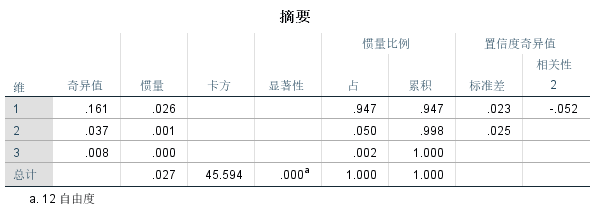 摘要
惯量比例 置信度奇异值
相关性
维 奇异值 惯量 卡方 显著性 占 累积 标准差 2
1 .161 .026 .947 .947 .023 -.052
2 .037 .001 .050 .998 .025
3 .008 .000 .002 1.000
总计 .027 45.594 .000a 1.000 1.000
a. 12 自由度